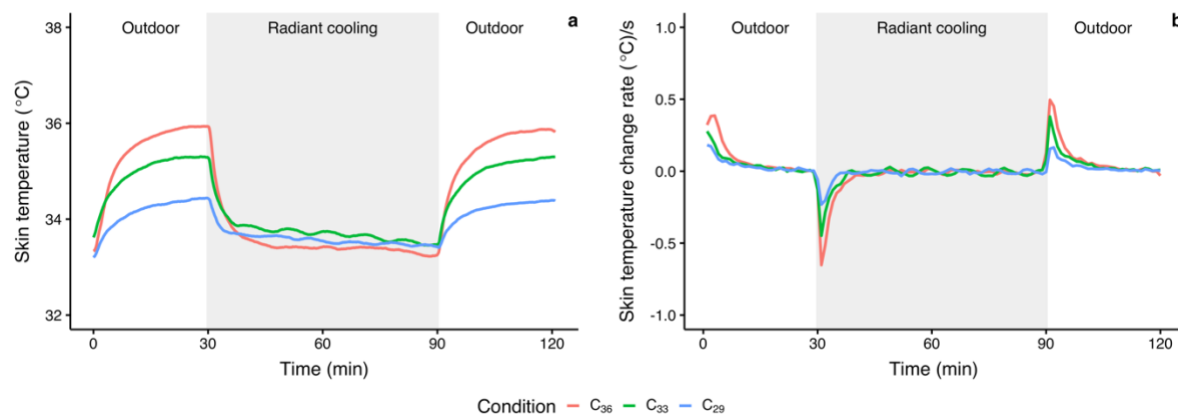 a
Outdoor Radiant cooling Outdoor
38
36
34
32
Skin temperature (°C)
0 30 60 90 120
Time (min)
b
Outdoor Radiant cooling Outdoor
1.0
0.5
0.0
-0.5
-1.0
Skin temperature change rate (°C)/s
0 30 60 90 120
Time (min)
Condition C₃₆ C₃₃ C₂₉